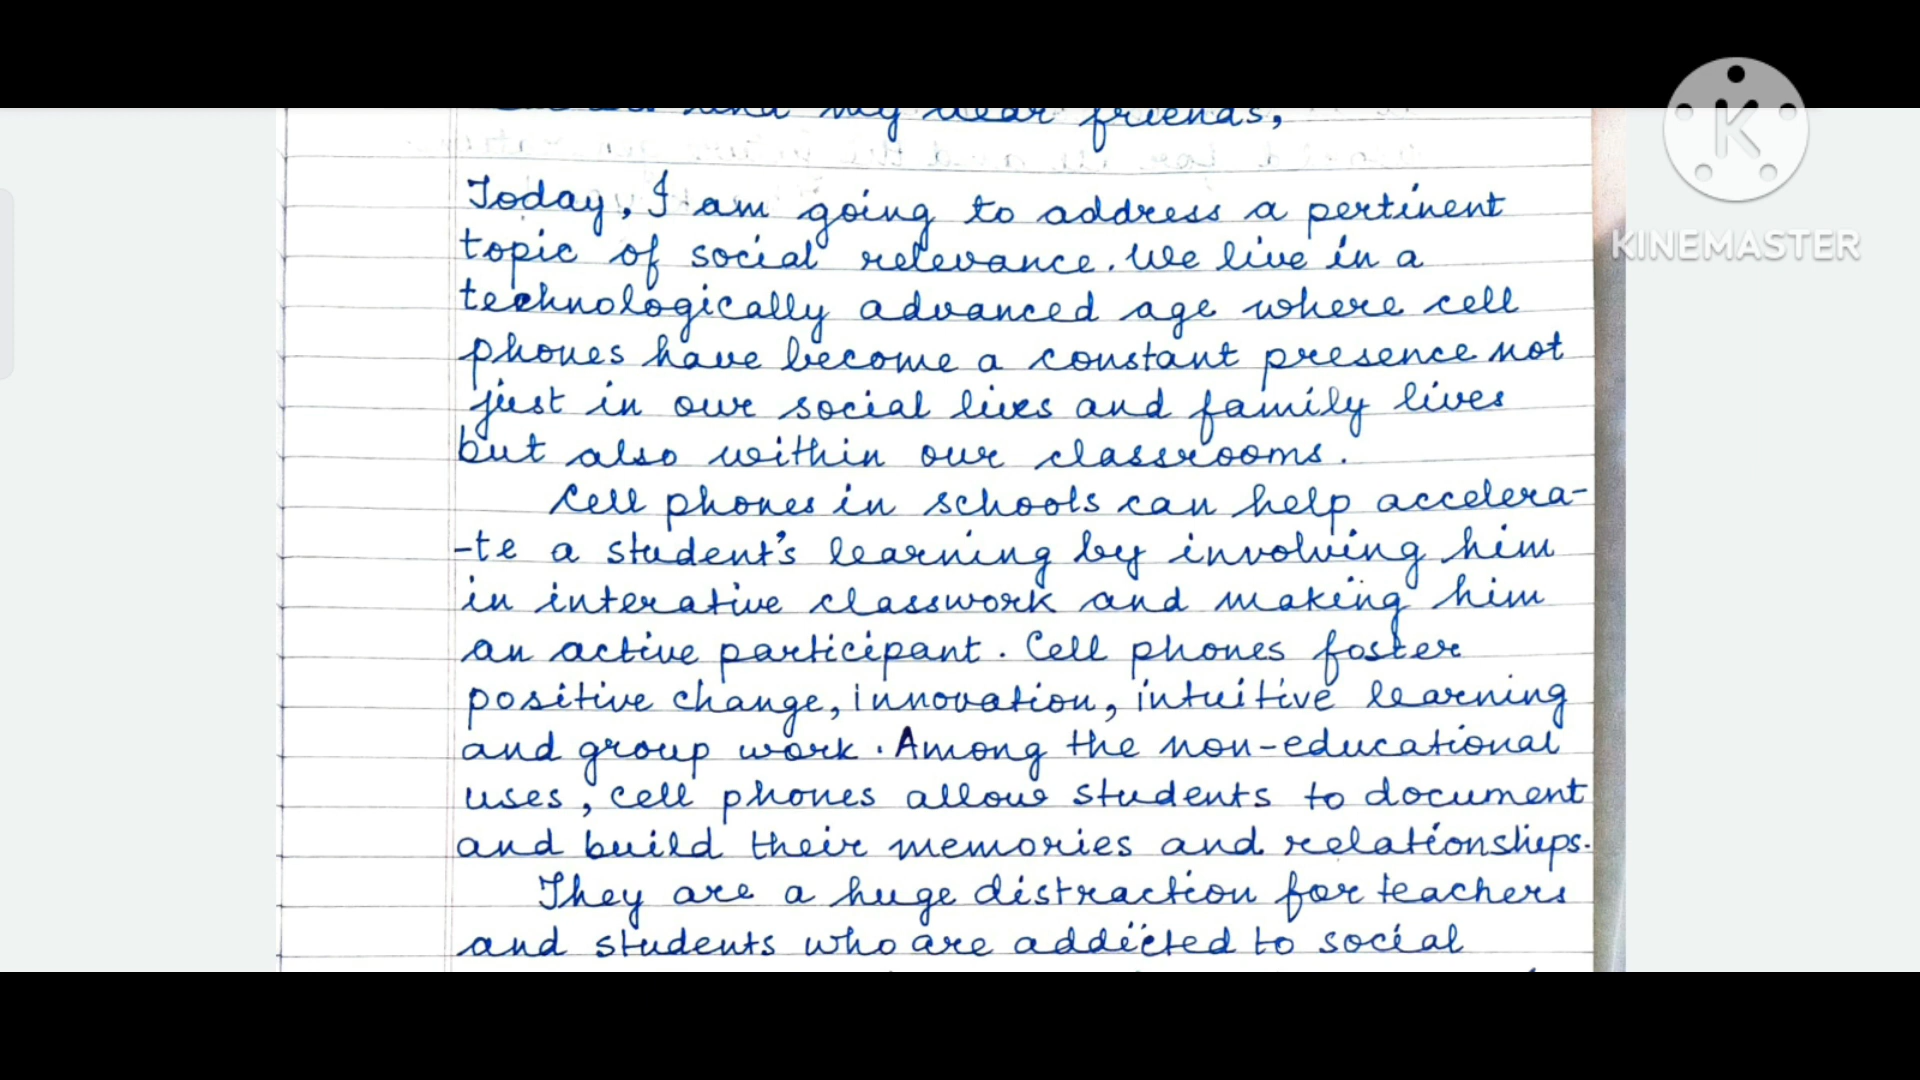 and my dear friends,
Today, I am going to address a pertinent
topic of social relevance. We live in a
technologically advanced age where cell
phones have become a constant presence not
just in our social lives and family lives
but also within our classrooms.
Cell phones in schools can help accelera-
-te a student's learning by involving him
in interative classwork and making him
an active participant. Cell phones foster
positive change, innovation, intuitive learning
and group work. Among the non-educational
uses, cell phones allow students to document
and build their memories and relationships.
They are a huge distraction for teachers
and students who are addicted to social
K
KINEMASTER